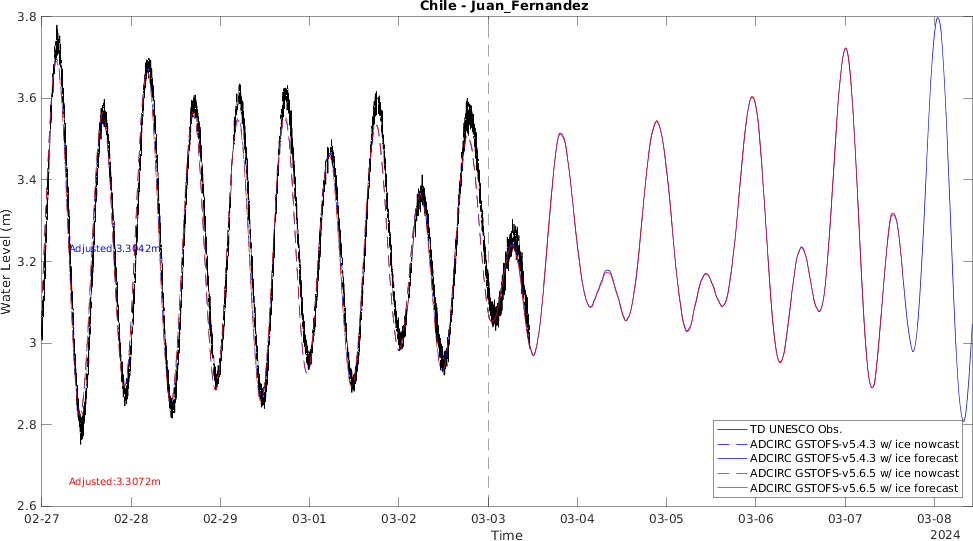 Chile - Juan_Fernandez
3.8
3.6
3.4
3.2
3
2.8
2.6
Water Level (m)
Adjusted:3.3042m
Adjusted:3.3072m
TD UNESCO Obs.
ADCIRC GSTOFS-v5.4.3 w/ ice nowcast
ADCIRC GSTOFS-v5.4.3 w/ ice forecast
ADCIRC GSTOFS-v5.6.5 w/ ice nowcast
ADCIRC GSTOFS-v5.6.5 w/ ice forecast
02-27 02-28 02-29 03-01 03-02 03-03 03-04 03-05 03-06 03-07 03-08
Time
2024